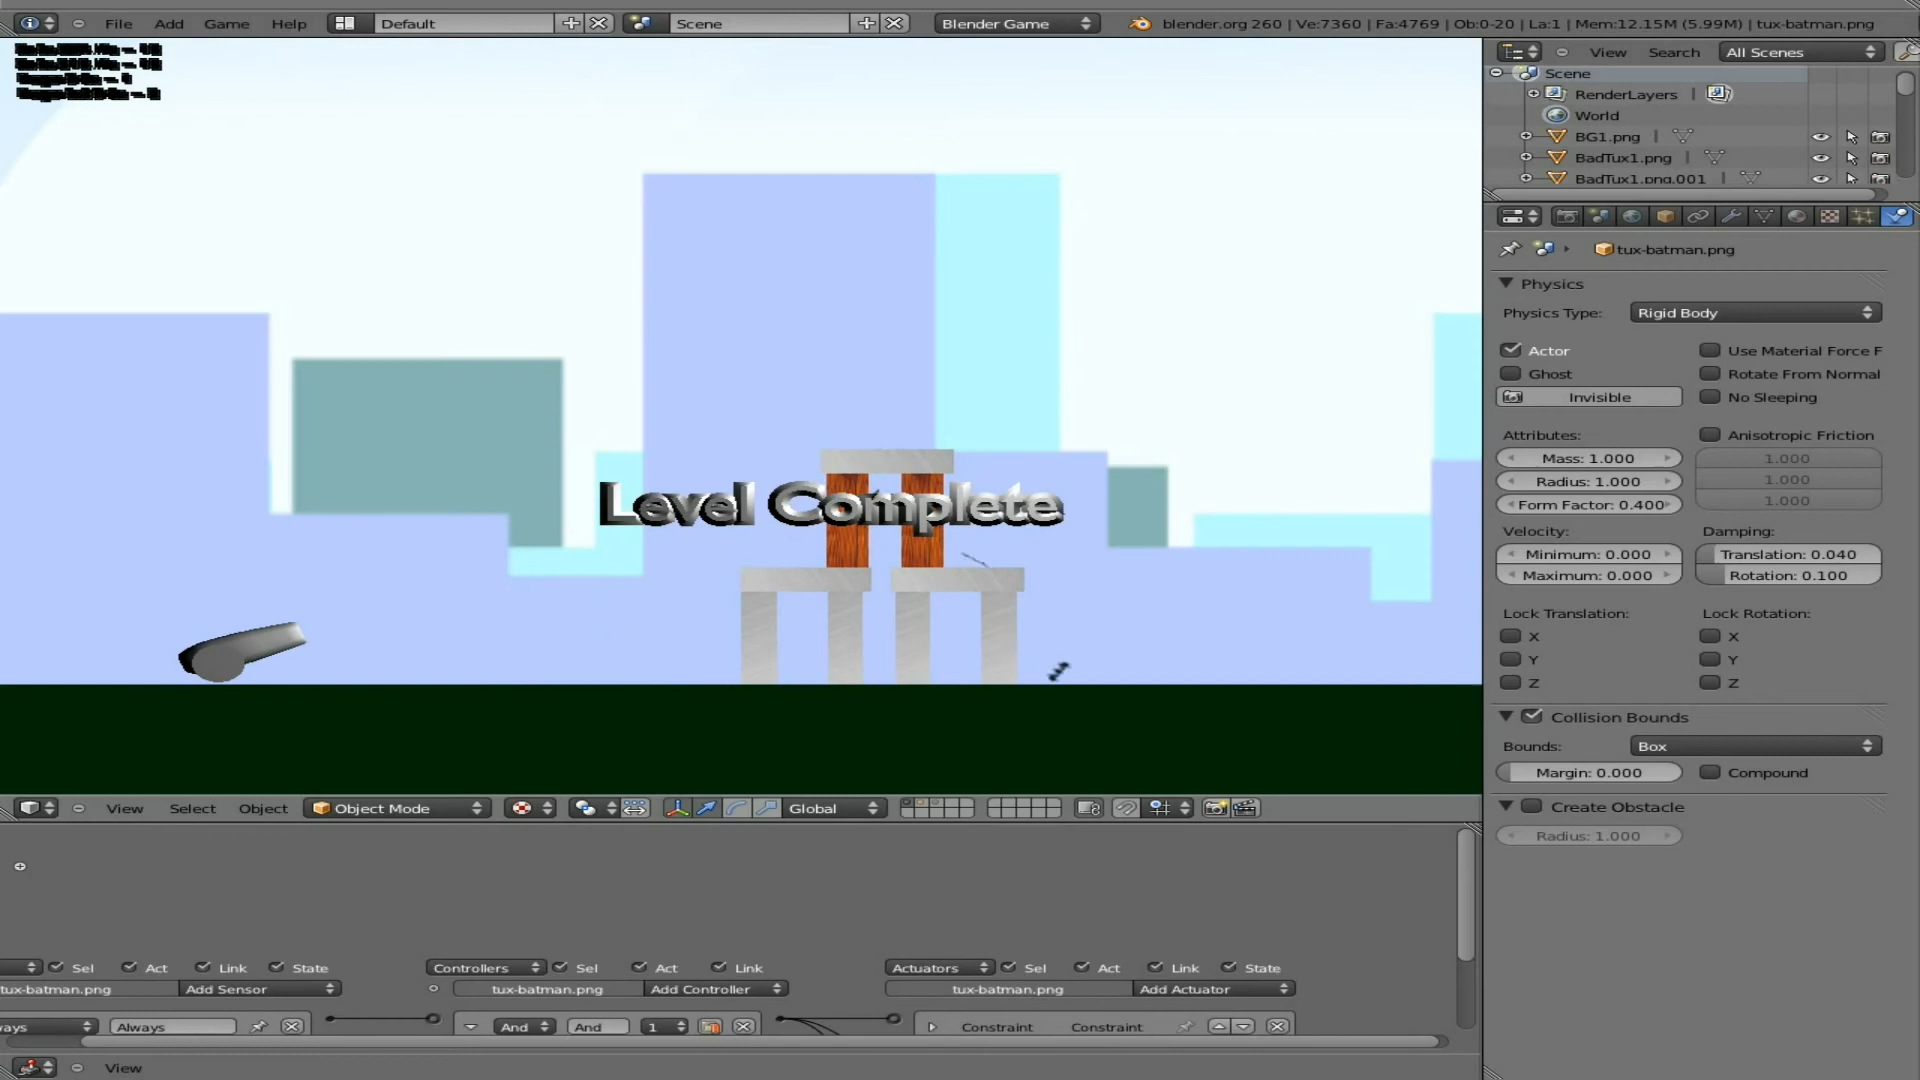 File Add Game Help Default Scene Blender Game blender.org 260 | Ve:7360 | Fa:4769 | Ob:0-20 | La:1 | Mem:12.15M (5.99M) | tux-batman.png
View Search All Scenes
Scene
RenderLayers
World
BG1.png
BadTux1.png
BadTux1.png.001
tux-batman.png
Physics
Physics Type: Rigid Body
Actor Use Material Force F
Ghost Rotate From Normal
Invisible No Sleeping
Attributes: Anisotropic Friction
Mass: 1.000 1.000
Radius: 1.000 1.000
Form Factor: 0.400 1.000
Velocity: Damping:
Minimum: 0.000 Translation: 0.040
Maximum: 0.000 Rotation: 0.100
Lock Translation: Lock Rotation:
X X
Y Y
Z Z
Collision Bounds
Bounds: Box
Margin: 0.000 Compound
Create Obstacle
Radius: 1.000
Level Complete
View Select Object Object Mode Global
Sel Act Link State Controllers Sel Act Link Actuators Sel Act Link State
tux-batman.png Add Sensor tux-batman.png Add Controller tux-batman.png Add Actuator
ways Always And And 1 Constraint Constraint
View